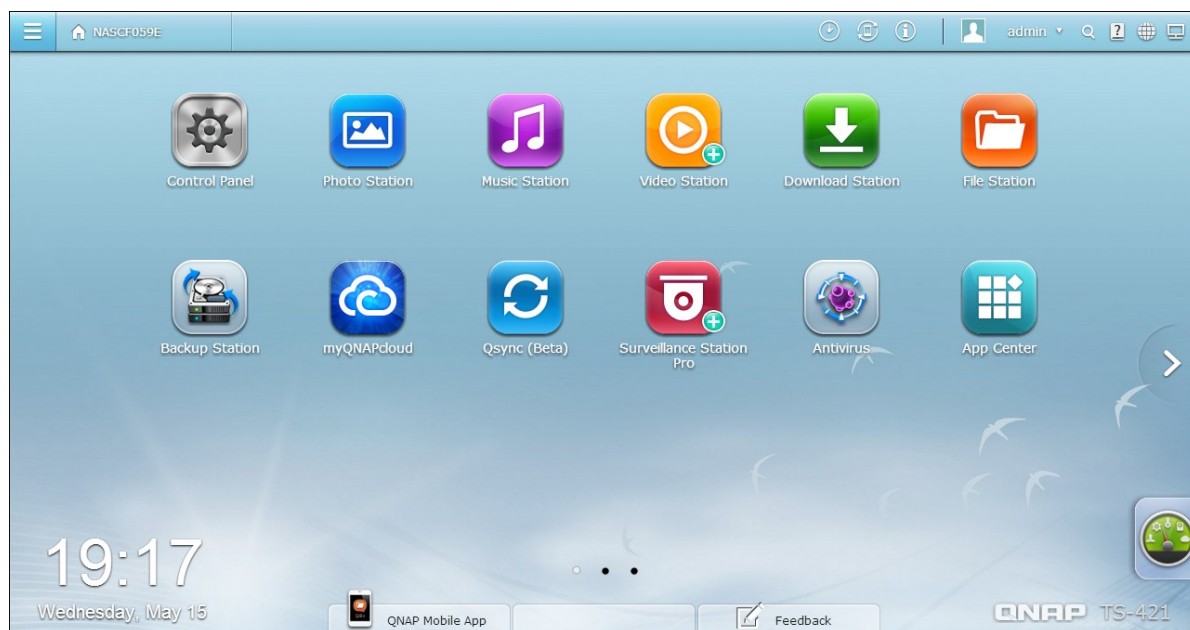 NASCF059E
admin
Control Panel
Photo Station
Music Station
Video Station
Download Station
File Station
Backup Station
myQNAPcloud
Qsync (Beta)
Surveillance Station
Pro
Antivirus
App Center
19:17
Wednesday, May 15
QNAP Mobile App
Feedback
QNAP TS-421